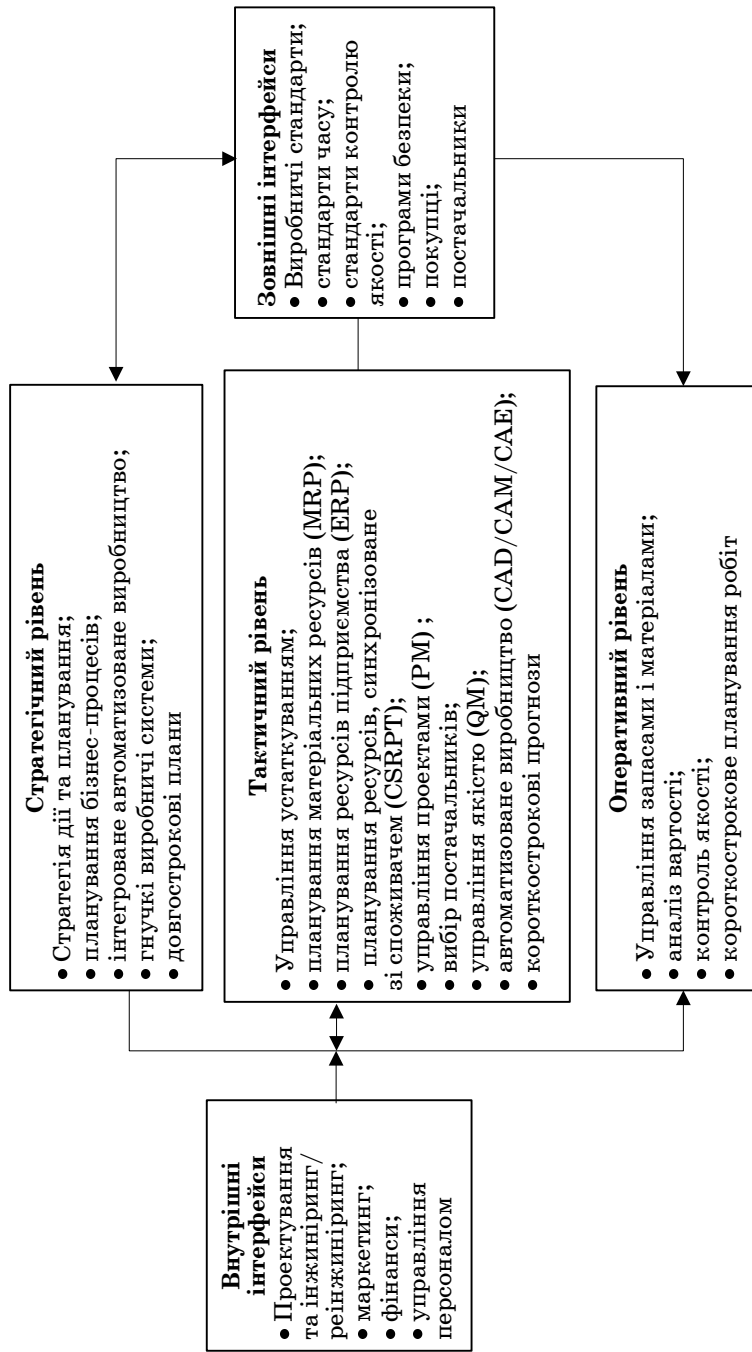 Внутрішні
інтерфейси
• Проектування
та інжиніринг/
реінжиніринг;
• маркетинг;
• фінанси;
• управління
персоналом
Стратегічний рівень
• Стратегія дії та планування;
• планування бізнес-процесів;
• інтегроване автоматизоване виробництво;
• гнучкі виробничі системи;
• довгострокові плани
Тактичний рівень
• Управління устаткуванням;
• планування матеріальних ресурсів (MRP);
• планування ресурсів підприємства (ERP);
• планування ресурсів, синхронізоване
зі споживачем (CSRPT);
• управління проектами (PM) ;
• вибір постачальників;
• управління якістю (QM);
• автоматизоване виробництво (CAD/CAM/CAE);
• короткострокові прогнози
Оперативний рівень
• Управління запасами і матеріалами;
• аналіз вартості;
• контроль якості;
• короткострокове планування робіт
Зовнішні інтерфейси
• Виробничі стандарти;
• стандарти часу;
• стандарти контролю
якості;
• програми безпеки;
• покупці;
• постачальники